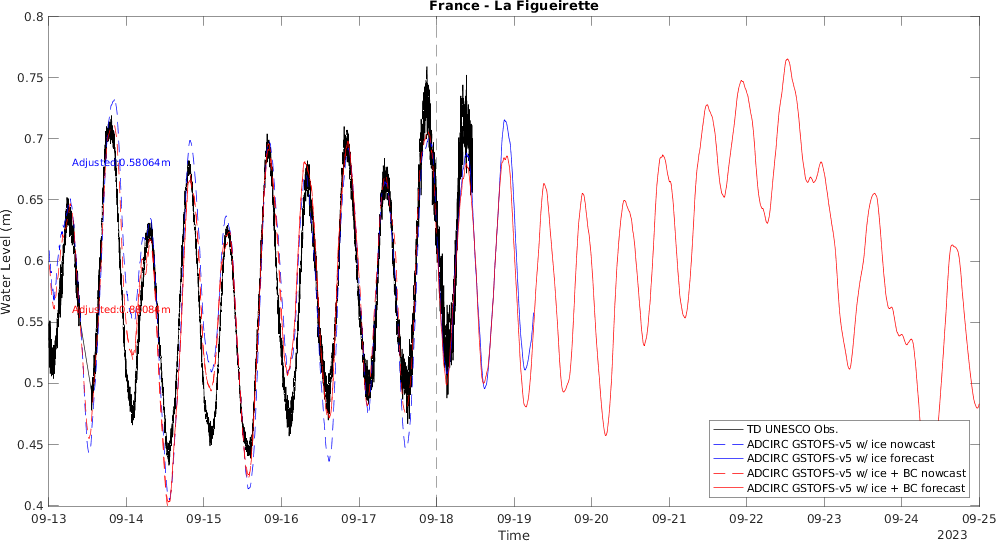 France - La Figueirette
0.8
0.75
0.7
0.65
0.6
0.55
0.5
0.45
0.4
Water Level (m)
Adjusted:0.58064m
09-13
09-14
09-15
09-16
09-17
09-18
09-19
09-20
09-21
09-22
09-23
09-24
09-25
Time
2023
TD UNESCO Obs.
ADCIRC GSTOFS-v5 w/ ice nowcast
ADCIRC GSTOFS-v5 w/ ice forecast
ADCIRC GSTOFS-v5 w/ ice + BC nowcast
ADCIRC GSTOFS-v5 w/ ice + BC forecast